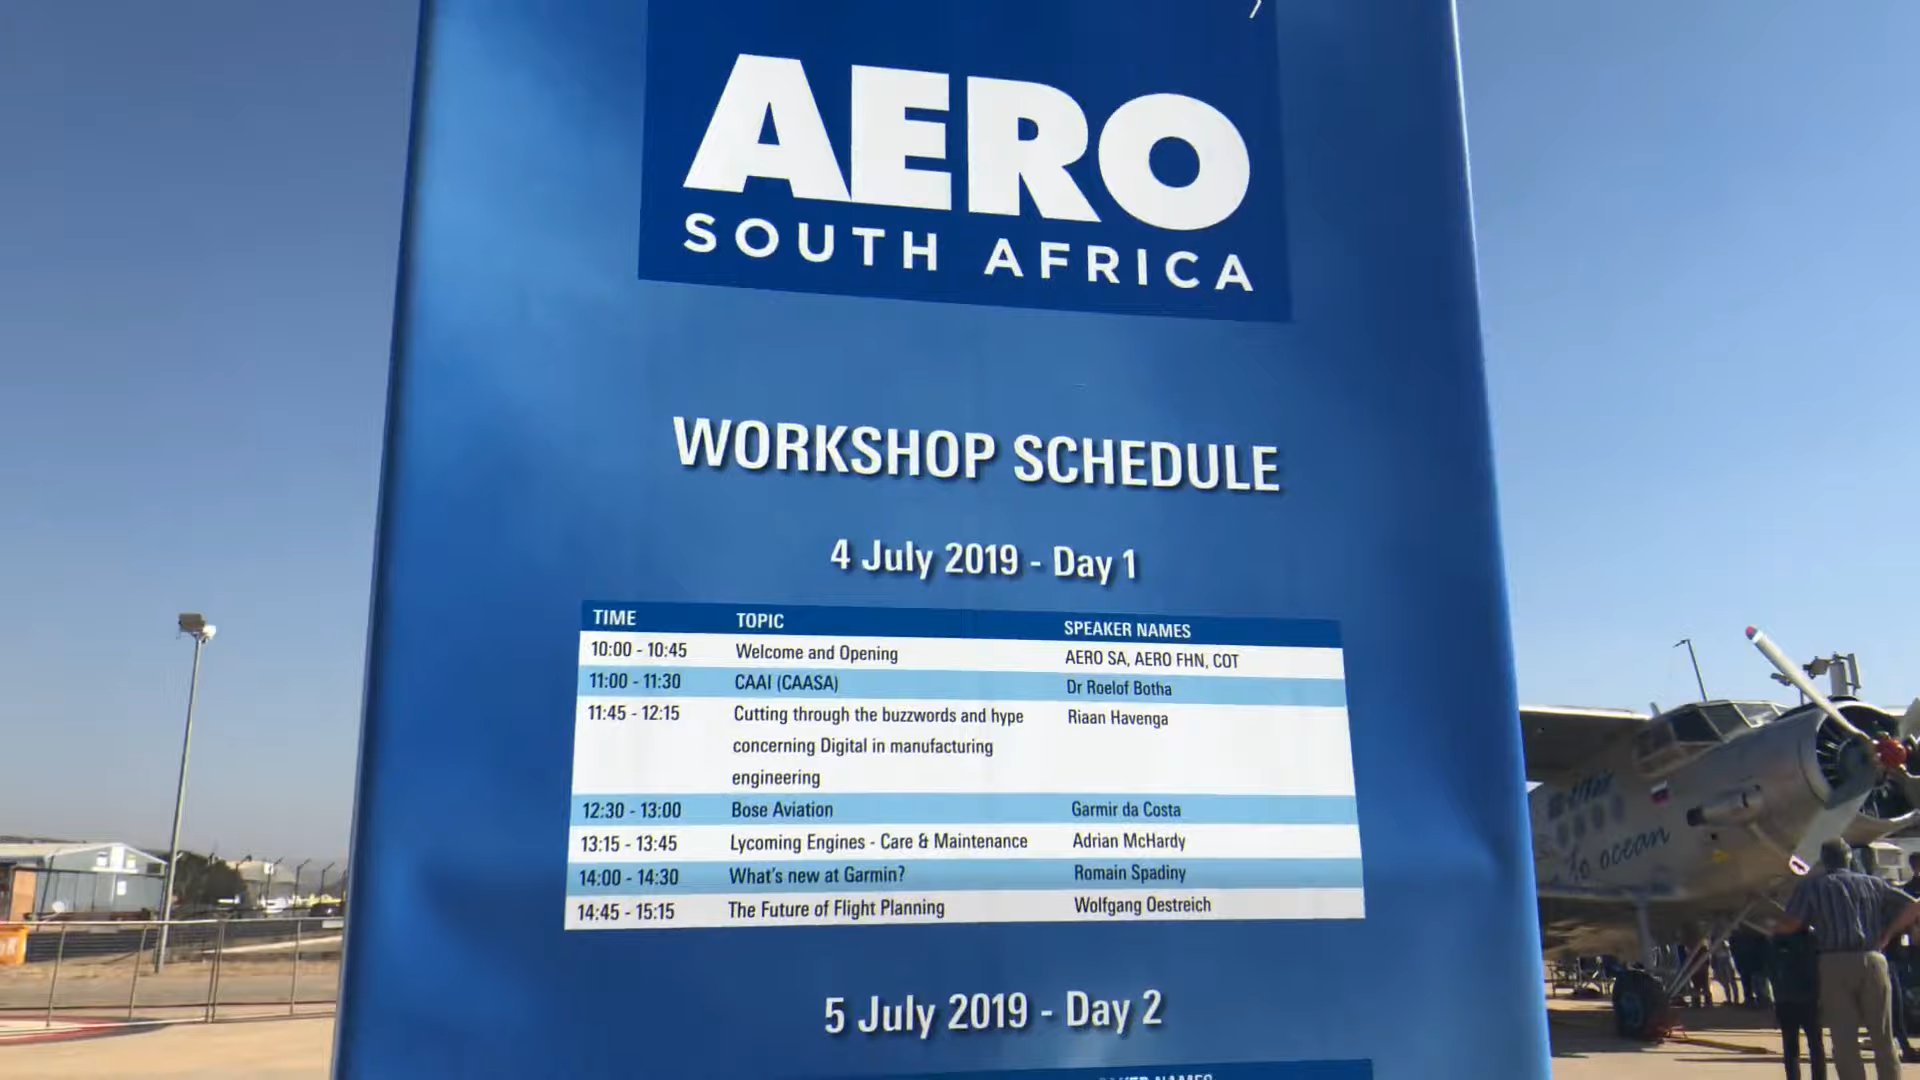 AERO
SOUTH AFRICA
WORKSHOP SCHEDULE
4 July 2019 - Day 1
TIME TOPIC SPEAKER NAMES
10:00 - 10:45 Welcome and Opening AERO SA, AERO FHN, COT
11:00 - 11:30 CAAI (CAASA) Dr Roelof Botha
11:45 - 12:15 Cutting through the buzzwords and hype Riaan Havenga
concerning Digital in manufacturing
engineering
12:30 - 13:00 Bose Aviation Garmir da Costa
13:15 - 13:45 Lycoming Engines - Care & Maintenance Adrian McHardy
14:00 - 14:30 What's new at Garmin? Romain Spadiny
14:45 - 15:15 The Future of Flight Planning Wolfgang Oestreich
5 July 2019 - Day 2
NAMES
To ocean